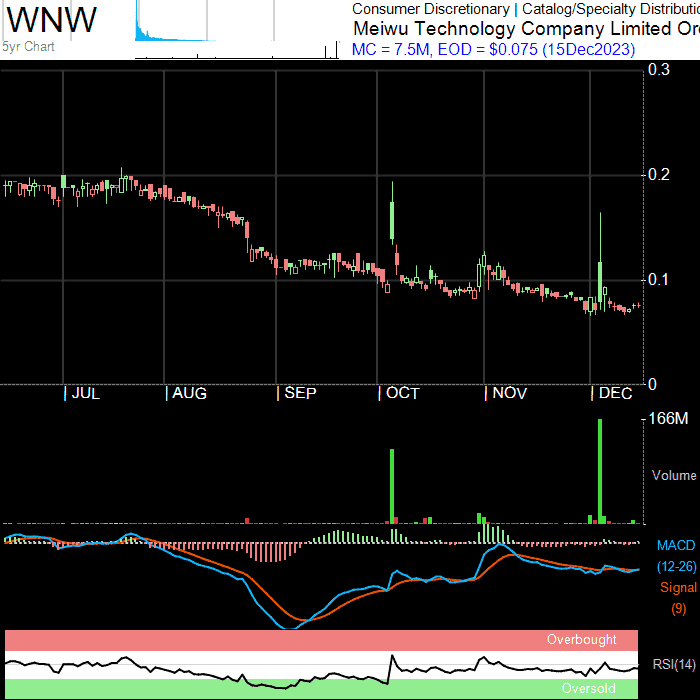 WNW
5yr Chart
Consumer Discretionary | Catalog/Specialty Distributio
Meiwu Technology Company Limited Or
MC = 7.5M, EOD = $0.075 (15Dec2023)
0.3
0.2
0.1
0
JUL
AUG
SEP
OCT
NOV
DEC
166M
Volume
MACD
(12-26)
Signal
(9)
Overbought
RSI(14)
Oversold